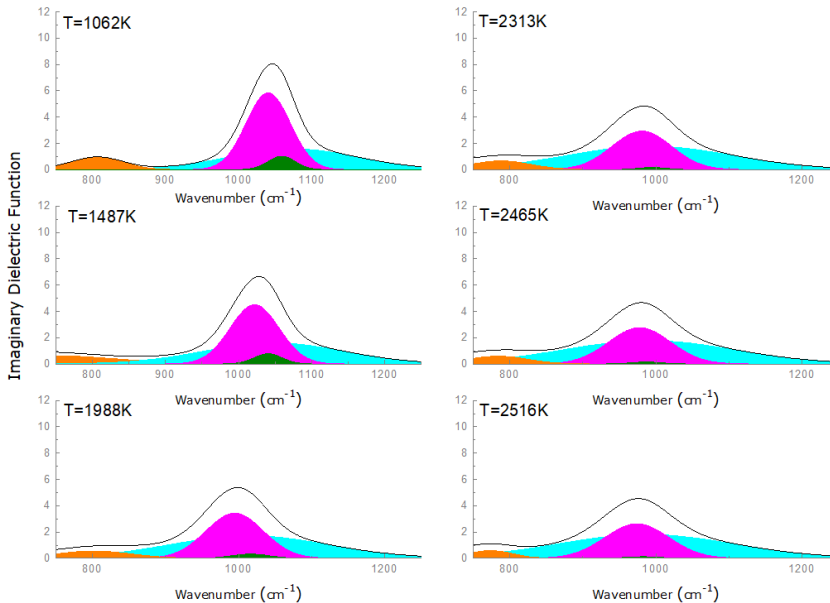 Imaginary Dielectric Function
T=1062K
12
10
8
6
4
2
0
800 900 1000 1100 1200
Wavenumber (cm-1)
T=2313K
12
10
8
6
4
2
0
800 1000 1200
Wavenumber (cm-1)
T=1487K
12
10
8
6
4
2
0
800 900 1000 1100 1200
Wavenumber (cm-1)
T=2465K
12
10
8
6
4
2
0
800 1000 1200
Wavenumber (cm-1)
T=1988K
12
10
8
6
4
2
0
800 1000 1200
Wavenumber (cm-1)
T=2516K
12
10
8
6
4
2
0
800 1000 1200
Wavenumber (cm-1)